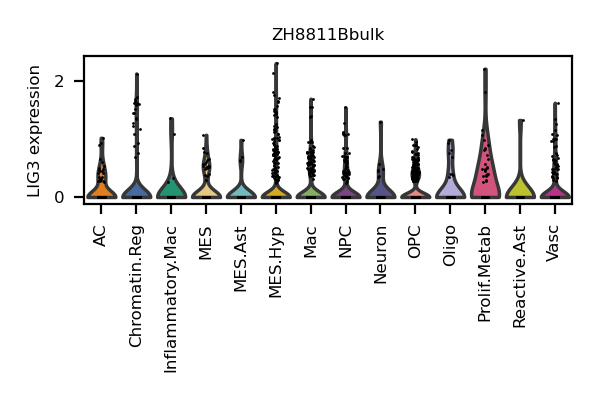 ZH8811Bbulk
LIG3 expression
2
0
AC
Chromatin.Reg
Inflammatory.Mac
MES
MES.Ast
MES.Hyp
Mac
NPC
Neuron
OPC
Oligo
Prolif.Metab
Reactive.Ast
Vasc